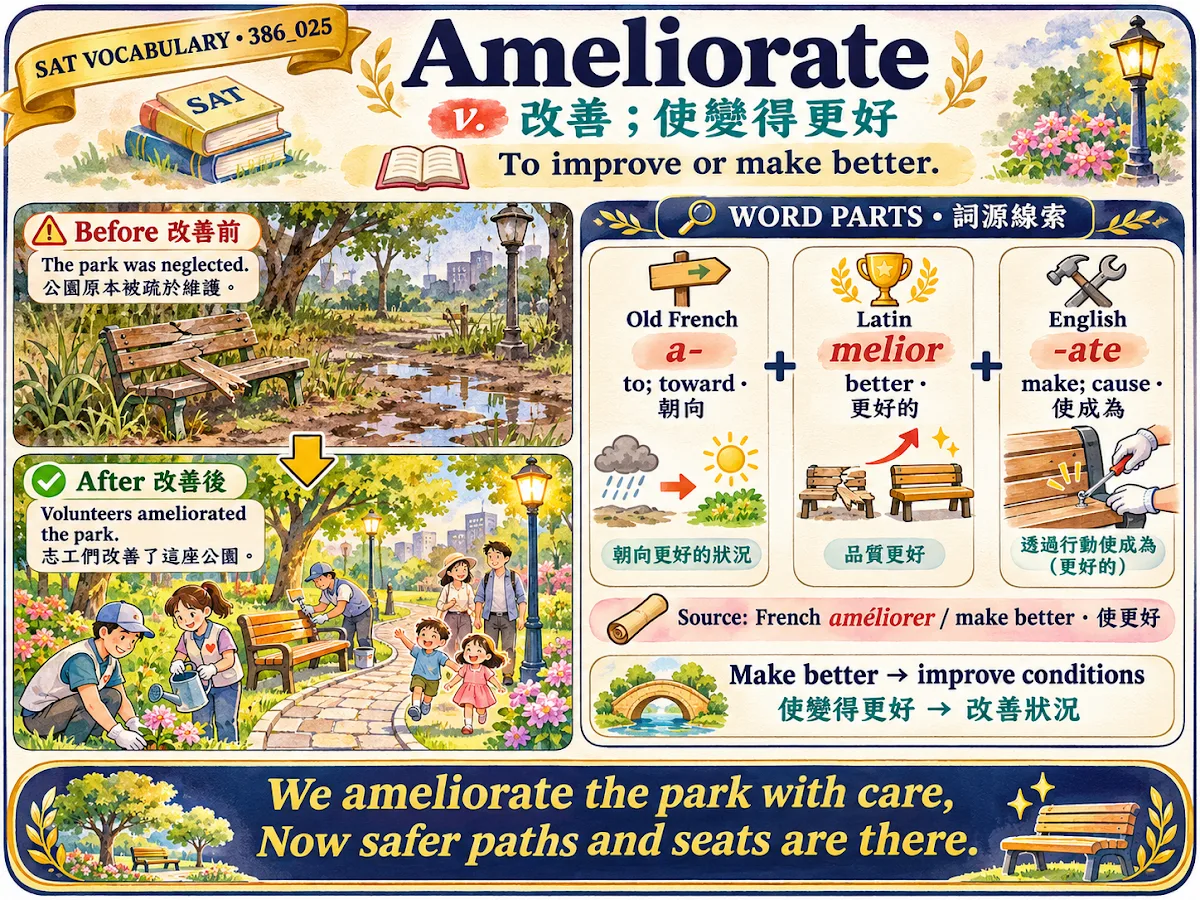 SAT VOCABULARY • 386_025
SAT
Ameliorate
v. 改善；使變得更好
To improve or make better.
Before 改善前
The park was neglected.
公園原本被疏於維護。
After 改善後
Volunteers ameliorated
the park.
志工們改善了這座公園。
WORD PARTS • 詞源線索
Old French
a-
to; toward ·
朝向
朝向更好的狀況
+
Latin
melior
better ·
更好的
品質更好
+
English
-ate
make; cause ·
使成為
透過行動使成為
（更好的）
Source: French améliorer / make better · 使更好
Make better → improve conditions
使變得更好 → 改善狀況
We ameliorate the park with care,
Now safer paths and seats are there.